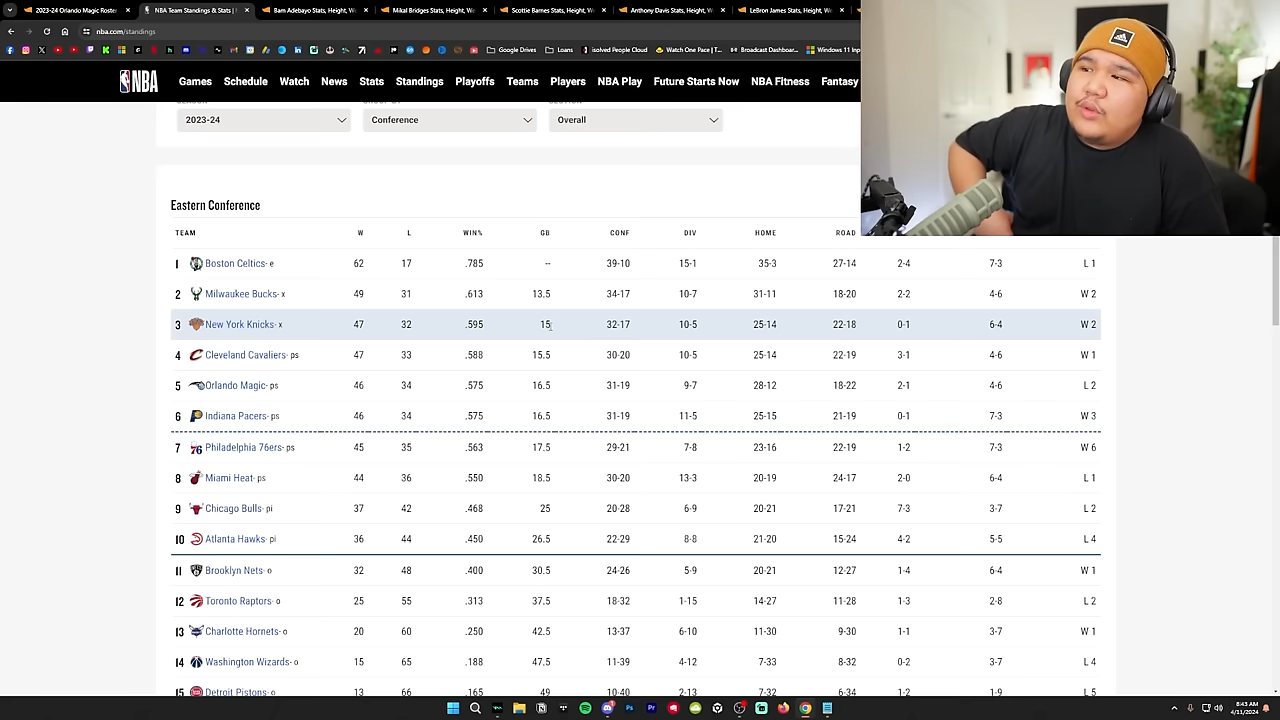 2023-24 Orlando Magic Roster
NBA Team Standings & Stats |
Bam Adebayo Stats, Height, W
Mikal Bridges Stats, Height, W
Scottie Barnes Stats, Height, W
Anthony Davis Stats, Height, W
LeBron James Stats, Height, W
nba.com/standings
Google Drives
Loans
isolved People Cloud
Watch One Pace | T...
Broadcast Dashboar...
Windows 11 Inp
NBA
Games Schedule Watch News Stats Standings Playoffs Teams Players NBA Play Future Starts Now NBA Fitness Fantasy
2023-24 Conference Overall
Eastern Conference
TEAM W L WIN% GB CONF DIV HOME ROAD
1 Boston Celtics - e 62 17 .785 -- 39-10 15-1 35-3 27-14 2-4 7-3 L 1
2 Milwaukee Bucks - x 49 31 .613 13.5 34-17 10-7 31-11 18-20 2-2 4-6 W 2
3 New York Knicks - x 47 32 .595 15 32-17 10-5 25-14 22-18 0-1 6-4 W 2
4 Cleveland Cavaliers - ps 47 33 .588 15.5 30-20 10-5 25-14 22-19 3-1 4-6 W 1
5 Orlando Magic - ps 46 34 .575 16.5 31-19 9-7 28-12 18-22 2-1 4-6 L 2
6 Indiana Pacers - ps 46 34 .575 16.5 31-19 11-5 25-15 21-19 0-1 7-3 W 3
7 Philadelphia 76ers - ps 45 35 .563 17.5 29-21 7-8 23-16 22-19 1-2 7-3 W 6
8 Miami Heat - ps 44 36 .550 18.5 30-20 13-3 20-19 24-17 2-0 6-4 L 1
9 Chicago Bulls - pi 37 42 .468 25 20-28 6-9 20-21 17-21 7-3 3-7 L 2
10 Atlanta Hawks - pi 36 44 .450 26.5 22-29 8-8 21-20 15-24 4-2 5-5 L 4
11 Brooklyn Nets - o 32 48 .400 30.5 24-26 5-9 20-21 12-27 1-4 6-4 W 1
12 Toronto Raptors - o 25 55 .313 37.5 18-32 1-15 14-27 11-28 1-3 2-8 L 2
13 Charlotte Hornets - o 20 60 .250 42.5 13-37 6-10 11-30 9-30 1-1 3-7 W 1
14 Washington Wizards - o 15 65 .188 47.5 11-39 4-12 7-33 8-32 0-2 3-7 L 4
15 Detroit Pistons - o 13 66 .165 49 10-40 2-13 7-32 6-34 1-2 1-9 L 5
8:43 AM
4/11/2024